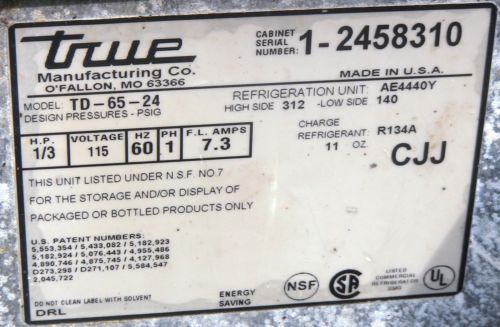 true
Manufacturing Co.
O'FALLON, MO 63366
CABINET
SERIAL
NUMBER: 1-2458310
MADE IN U.S.A.
MODEL: TD-65-24
DESIGN PRESSURES - PSIG
REFRIGERATION UNIT: AE4440Y
HIGH SIDE 312 -LOW SIDE 140
H.P. VOLTAGE HZ PH F.L. AMPS
1/3 115 60 1 7.3
CHARGE
REFRIGERANT: R134A
11 OZ.
CJJ
THIS UNIT LISTED UNDER N.S.F. NO.7
FOR THE STORAGE AND/OR DISPLAY OF
PACKAGED OR BOTTLED PRODUCTS ONLY
U.S. PATENT NUMBERS:
5,553,354 / 5,433,082 / 5,182,923
5,182,924 / 5,076,443 / 4,955,486
4,890,746 / 4,875,745 / 4,127,968
D273,298 / D271,107 / 5,584,547
2,045,722
DO NOT CLEAN LABEL WITH SOLVENT
DRL
ENERGY
SAVING
NSF
SA
LISTED
COMMERCIAL
REFRIGERATOR
UL